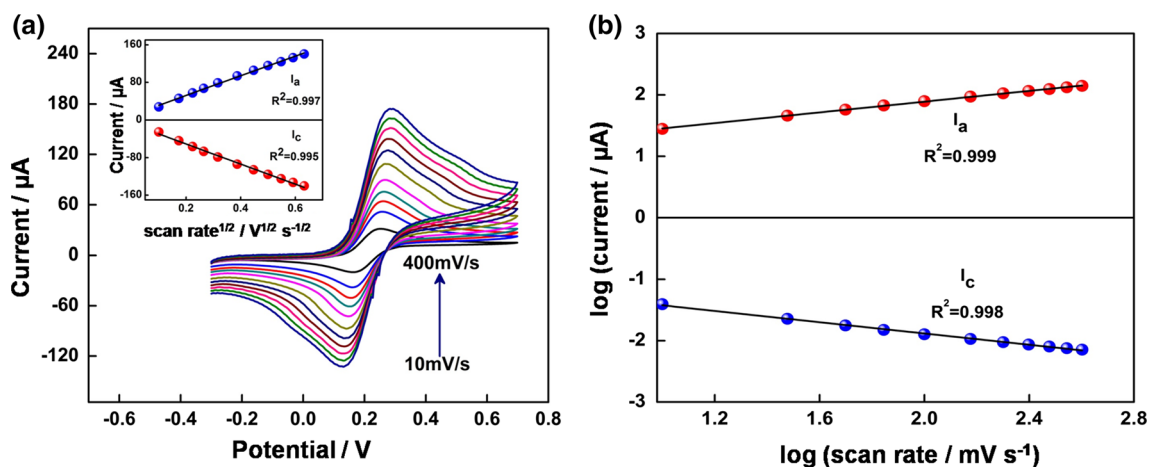 (a)
240
180
120
60
0
-60
-120
Current / μA
-0.6 -0.4 -0.2 0.0 0.2 0.4 0.6 0.8
Potential / V
160
80
0
-80
-160
Current / μA
Ia
R²=0.997
Ic
R²=0.995
0.2 0.4 0.6
scan rate^1/2 / V^1/2 s^-1/2
400mV/s
10mV/s
(b)
3
2
1
0
-1
-2
-3
log (current / μA)
Ia
R²=0.999
Ic
R²=0.998
1.2 1.6 2.0 2.4 2.8
log (scan rate / mV s⁻¹)